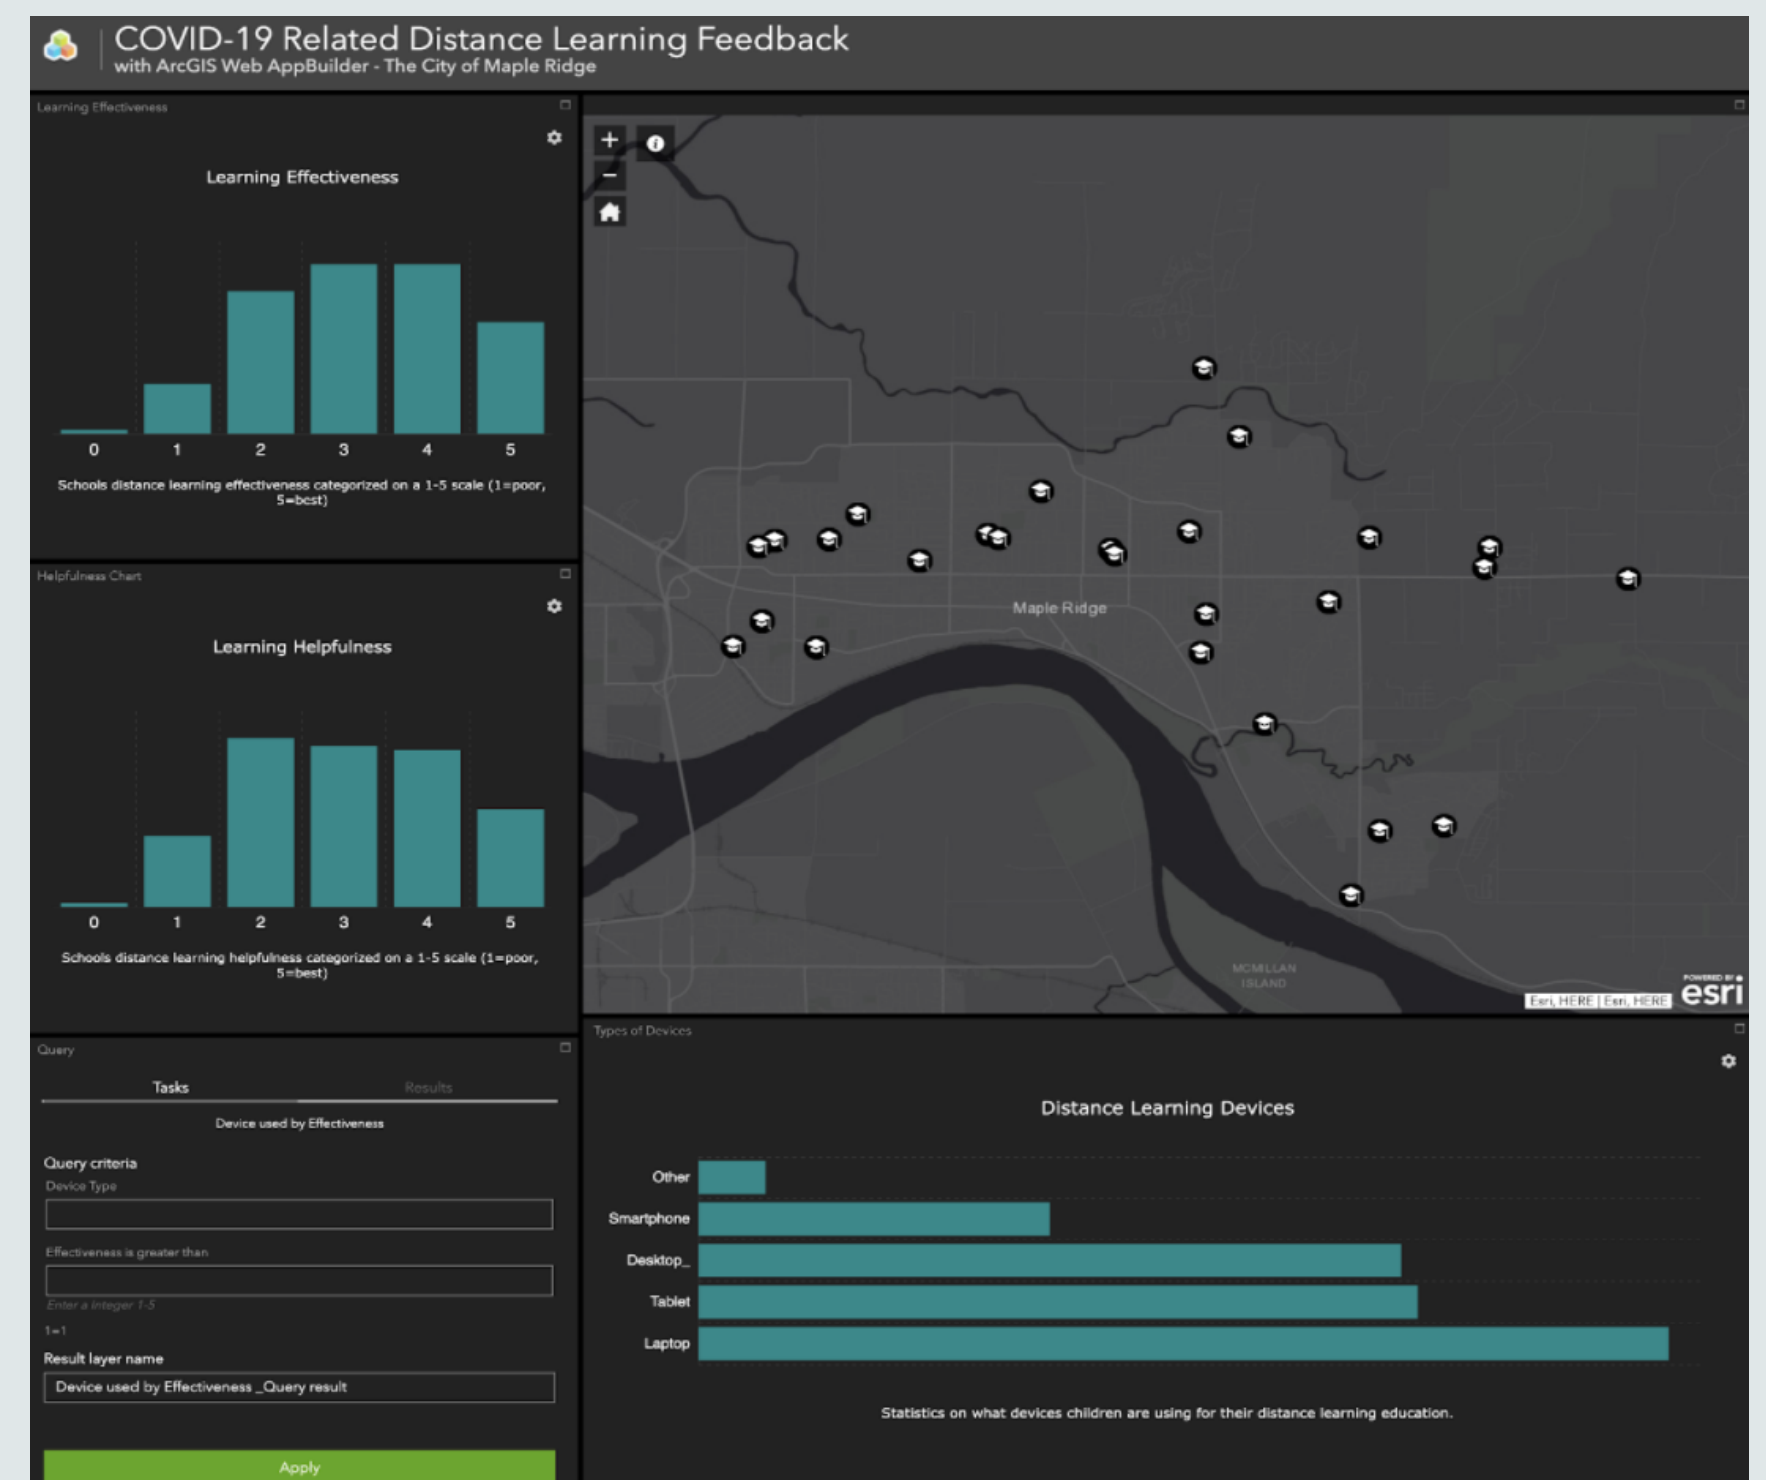 COVID-19 Related Distance Learning Feedback
with ArcGIS Web AppBuilder - The City of Maple Ridge
Learning Effectiveness
Learning Effectiveness
0 1 2 3 4 5
Schools distance learning effectiveness categorized on a 1-5 scale (1=poor,
5=best)
Helpfulness Chart
Learning Helpfulness
0 1 2 3 4 5
Schools distance learning helpfulness categorized on a 1-5 scale (1=poor,
5=best)
Query
Tasks Results
Device used by Effectiveness
Query criteria
Device Type
Effectiveness is greater than
Enter a integer 1-5
1=1
Result layer name
Device used by Effectiveness _Query result
Apply
+
−
Maple Ridge
MCMILLAN
ISLAND
POWERED BY
esri
Esri, HERE | Esri, HERE
Types of Devices
Distance Learning Devices
Other
Smartphone
Desktop_
Tablet
Laptop
Statistics on what devices children are using for their distance learning education.